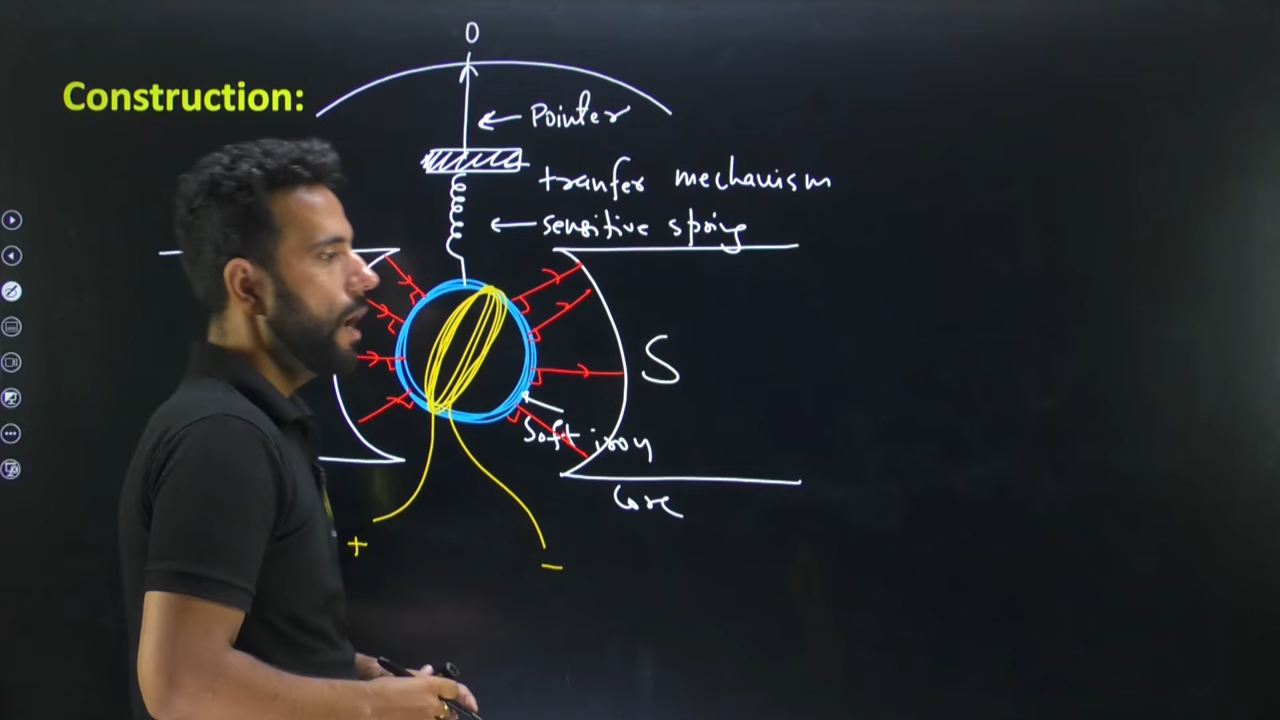 0
Construction:
Pointer
tranfer mechanism
sensitive spring
S
Soft iron
Core
+
-